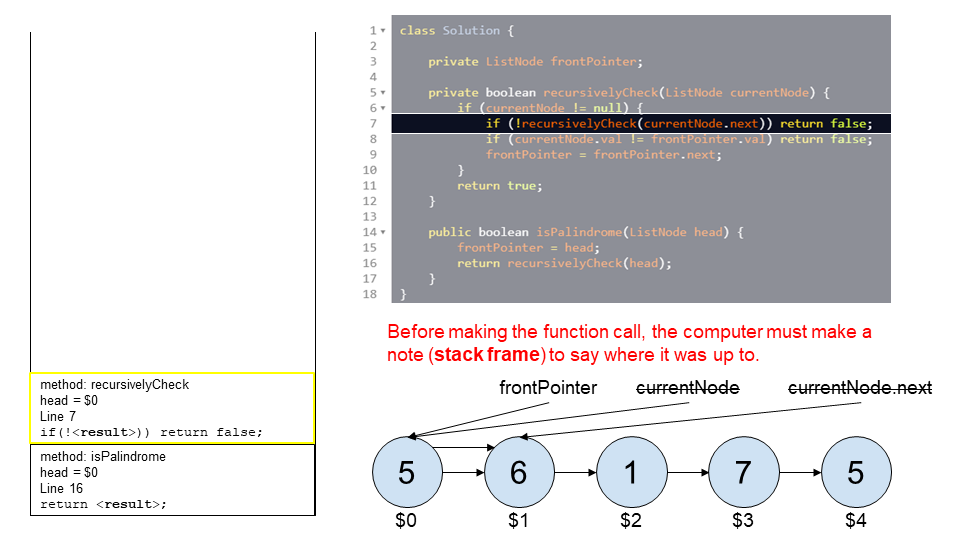 1 class Solution {
2
3 private ListNode frontPointer;
4
5 private boolean recursivelyCheck(ListNode currentNode) {
6 if (currentNode != null) {
7 if (!recursivelyCheck(currentNode.next)) return false;
8 if (currentNode.val != frontPointer.val) return false;
9 frontPointer = frontPointer.next;
10 }
11 return true;
12 }
13
14 public boolean isPalindrome(ListNode head) {
15 frontPointer = head;
16 return recursivelyCheck(head);
17 }
18 }
Before making the function call, the computer must make a
note (stack frame) to say where it was up to.
method: recursivelyCheck
head = $0
Line 7
if(!<result>)) return false;
method: isPalindrome
head = $0
Line 16
return <result>;
frontPointer currentNode currentNode.next
5 6 1 7 5
$0 $1 $2 $3 $4